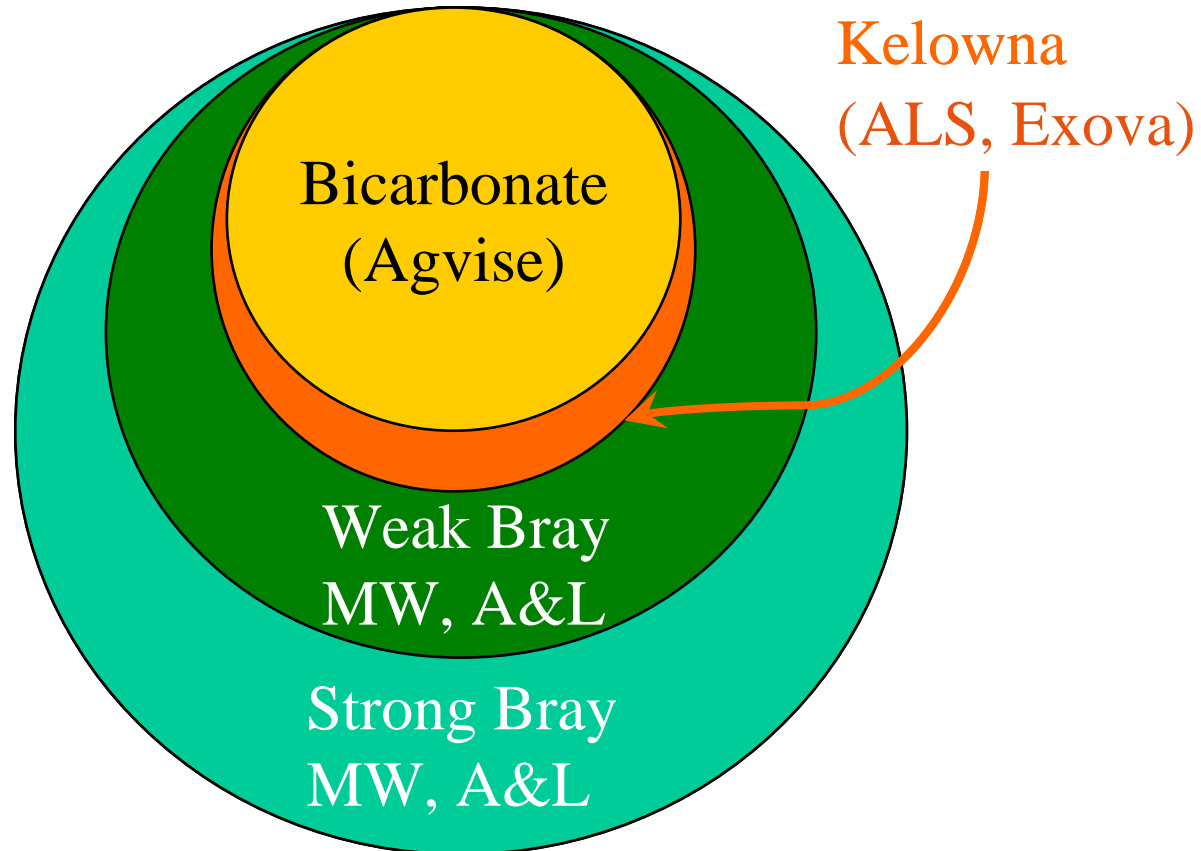 Kelowna
(ALS, Exova)
Bicarbonate
(Agvise)
Weak Bray
MW, A&L
Strong Bray
MW, A&L